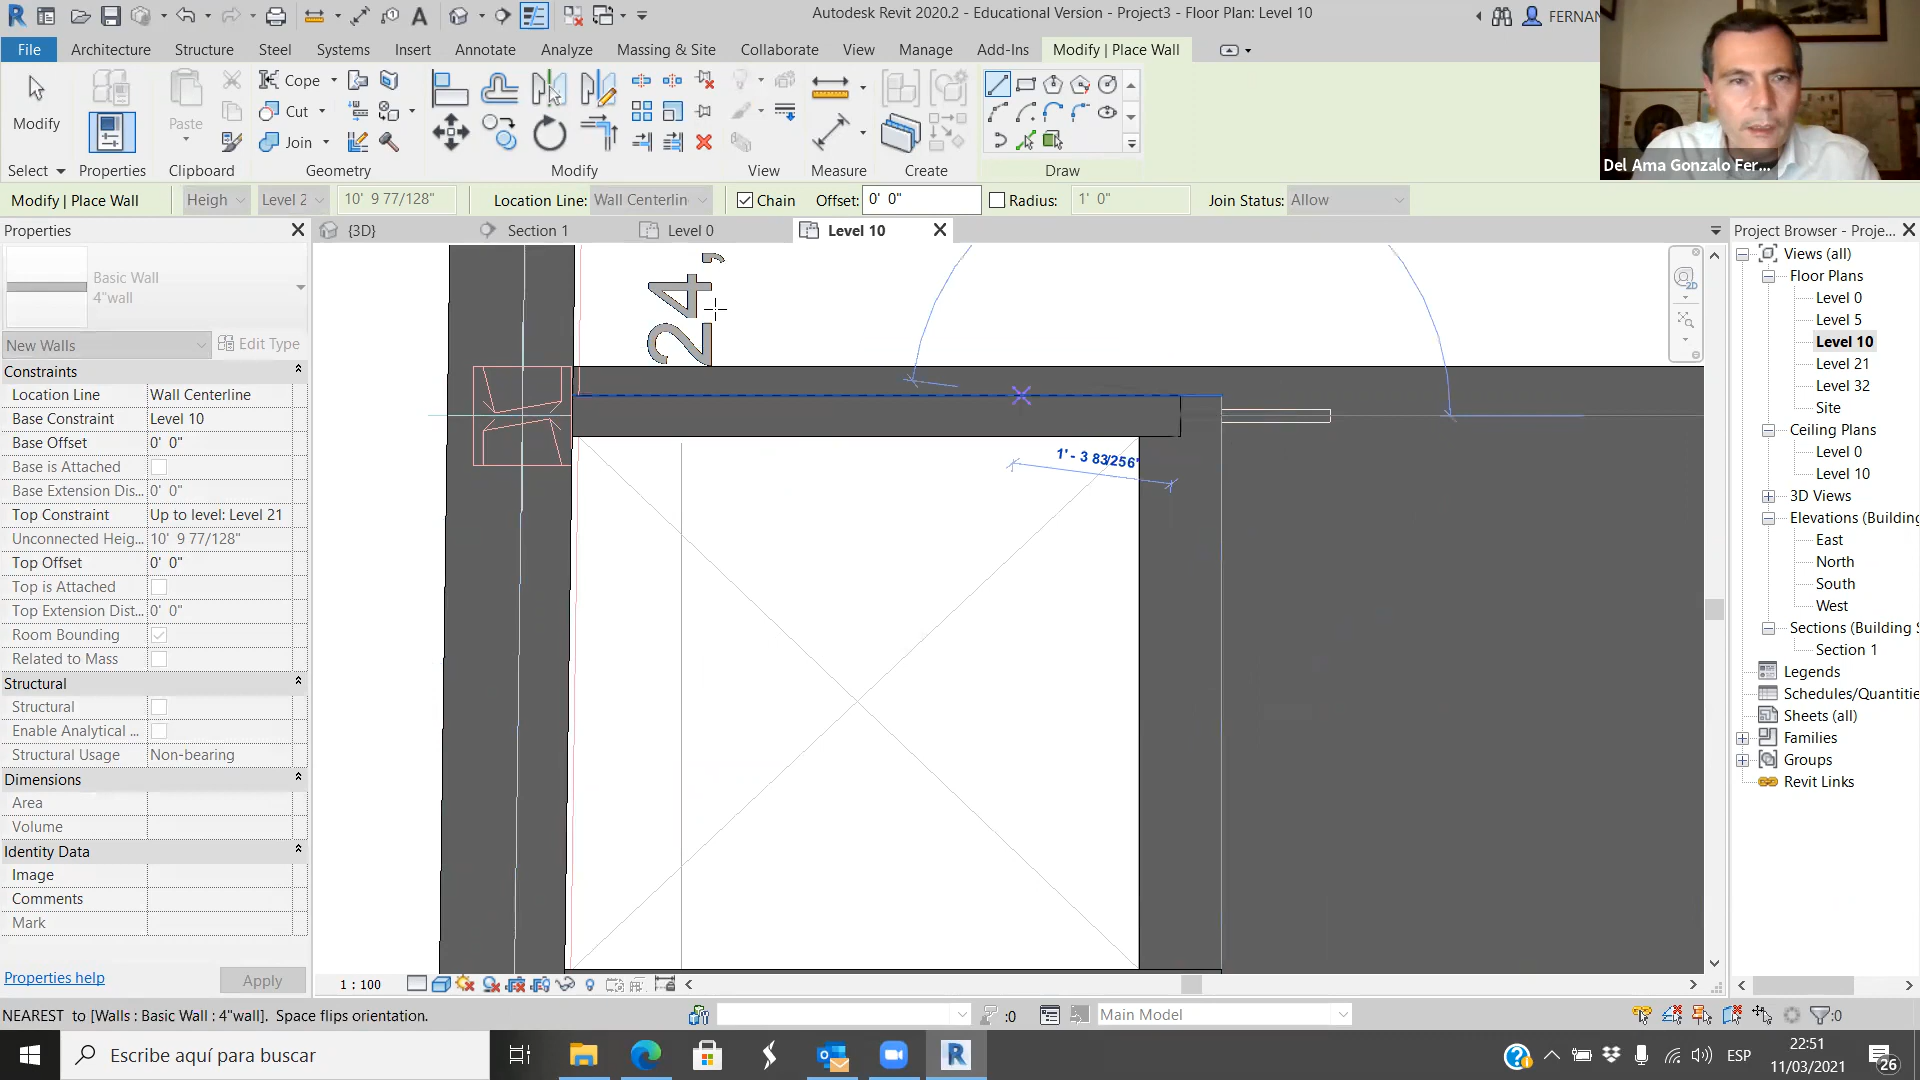 Autodesk Revit 2020.2 - Educational Version - Project3 - Floor Plan: Level 10
FERNAN
File Architecture Structure Steel Systems Insert Annotate Analyze Massing & Site Collaborate View Manage Add-Ins Modify | Place Wall
Modify
Paste
Cope
Cut
Join
Select Properties Clipboard Geometry Modify View Measure Create Draw
Del Ama Gonzalo Fer...
Modify | Place Wall Heigh Level 2 10' 9 77/128" Location Line: Wall Centerlin Chain Offset: 0' 0" Radius: 1' 0" Join Status: Allow
Properties
{3D} Section 1 Level 0 Level 10
Project Browser - Proje...
Basic Wall
4"wall
New Walls Edit Type
Constraints
Location Line Wall Centerline
Base Constraint Level 10
Base Offset 0' 0"
Base is Attached
Base Extension Dis... 0' 0"
Top Constraint Up to level: Level 21
Unconnected Heig... 10' 9 77/128"
Top Offset 0' 0"
Top is Attached
Top Extension Dist... 0' 0"
Room Bounding
Related to Mass
Structural
Structural
Enable Analytical ...
Structural Usage Non-bearing
Dimensions
Area
Volume
Identity Data
Image
Comments
Mark
Properties help Apply
24,
1' - 3 83/256"
2D
Views (all)
Floor Plans
Level 0
Level 5
Level 10
Level 21
Level 32
Site
Ceiling Plans
Level 0
Level 10
3D Views
Elevations (Building
East
North
South
West
Sections (Building S
Section 1
Legends
Schedules/Quantitie
Sheets (all)
Families
Groups
Revit Links
1 : 100
NEAREST to [Walls : Basic Wall : 4"wall]. Space flips orientation.
:0
Main Model
:0
Escribe aquí para buscar
ESP
22:51
11/03/2021
26